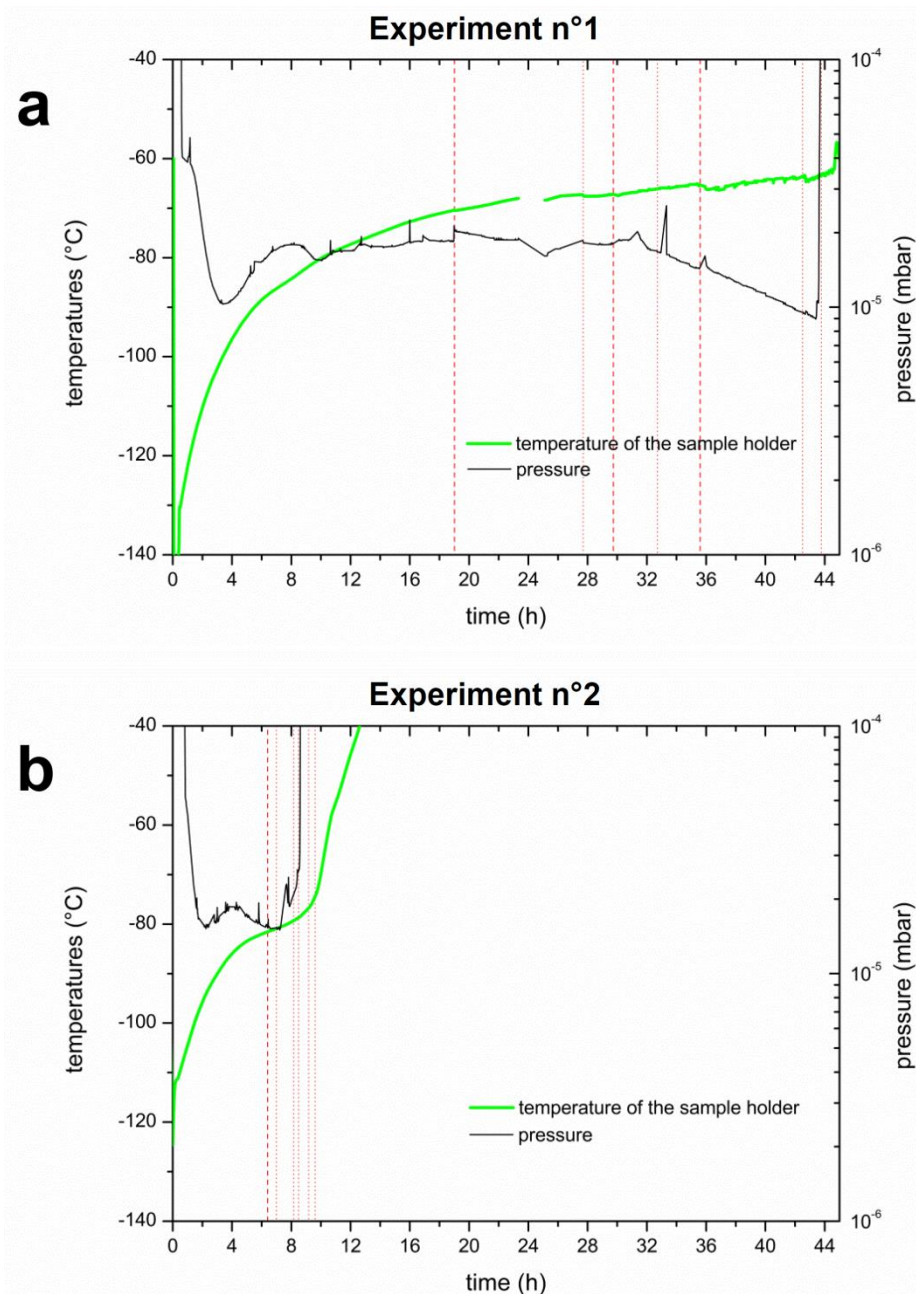 Experiment n°1
a
-40
-60
-80
-100
-120
-140
temperatures (°C)
10⁻⁴
10⁻⁵
10⁻⁶
pressure (mbar)
temperature of the sample holder
pressure
0 4 8 12 16 20 24 28 32 36 40 44
time (h)
Experiment n°2
b
-40
-60
-80
-100
-120
-140
temperatures (°C)
10⁻⁴
10⁻⁵
10⁻⁶
pressure (mbar)
temperature of the sample holder
pressure
0 4 8 12 16 20 24 28 32 36 40 44
time (h)